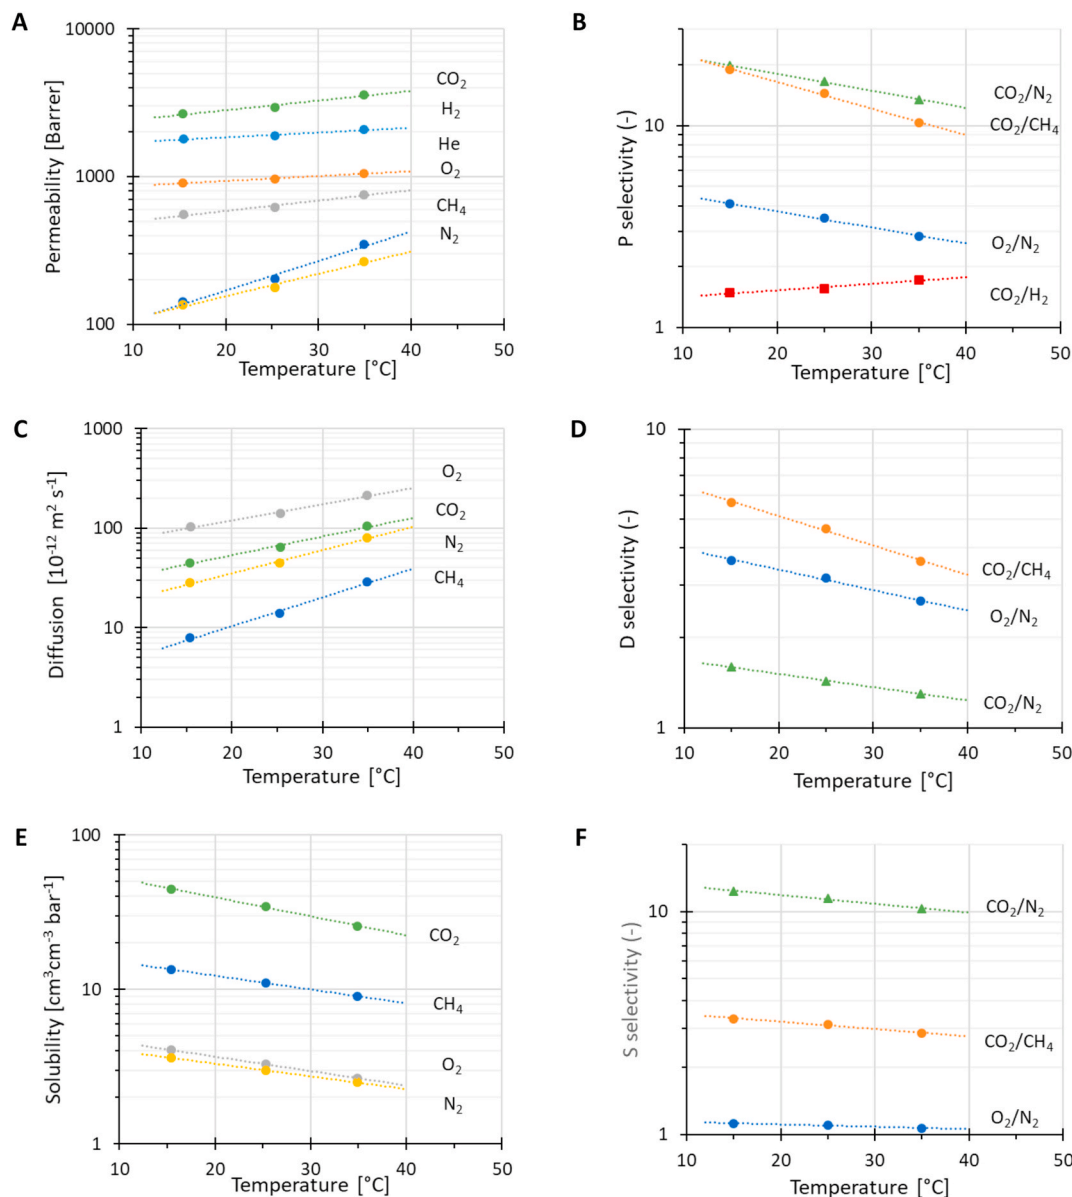 A
10000
1000
100
Permeability [Barrer]
CO₂
H₂
He
O₂
CH₄
N₂
10 20 30 40 50
Temperature [°C]
B
10
1
P selectivity (-)
CO₂/N₂
CO₂/CH₄
O₂/N₂
CO₂/H₂
10 20 30 40 50
Temperature [°C]
C
1000
100
10
1
Diffusion [10⁻¹² m² s⁻¹]
O₂
CO₂
N₂
CH₄
10 20 30 40 50
Temperature [°C]
D
10
1
D selectivity (-)
CO₂/CH₄
O₂/N₂
CO₂/N₂
10 20 30 40 50
Temperature [°C]
E
100
10
1
Solubility [cm³cm⁻³ bar⁻¹]
CO₂
CH₄
O₂
N₂
10 20 30 40 50
Temperature [°C]
F
10
1
S selectivity (-)
CO₂/N₂
CO₂/CH₄
O₂/N₂
10 20 30 40 50
Temperature [°C]